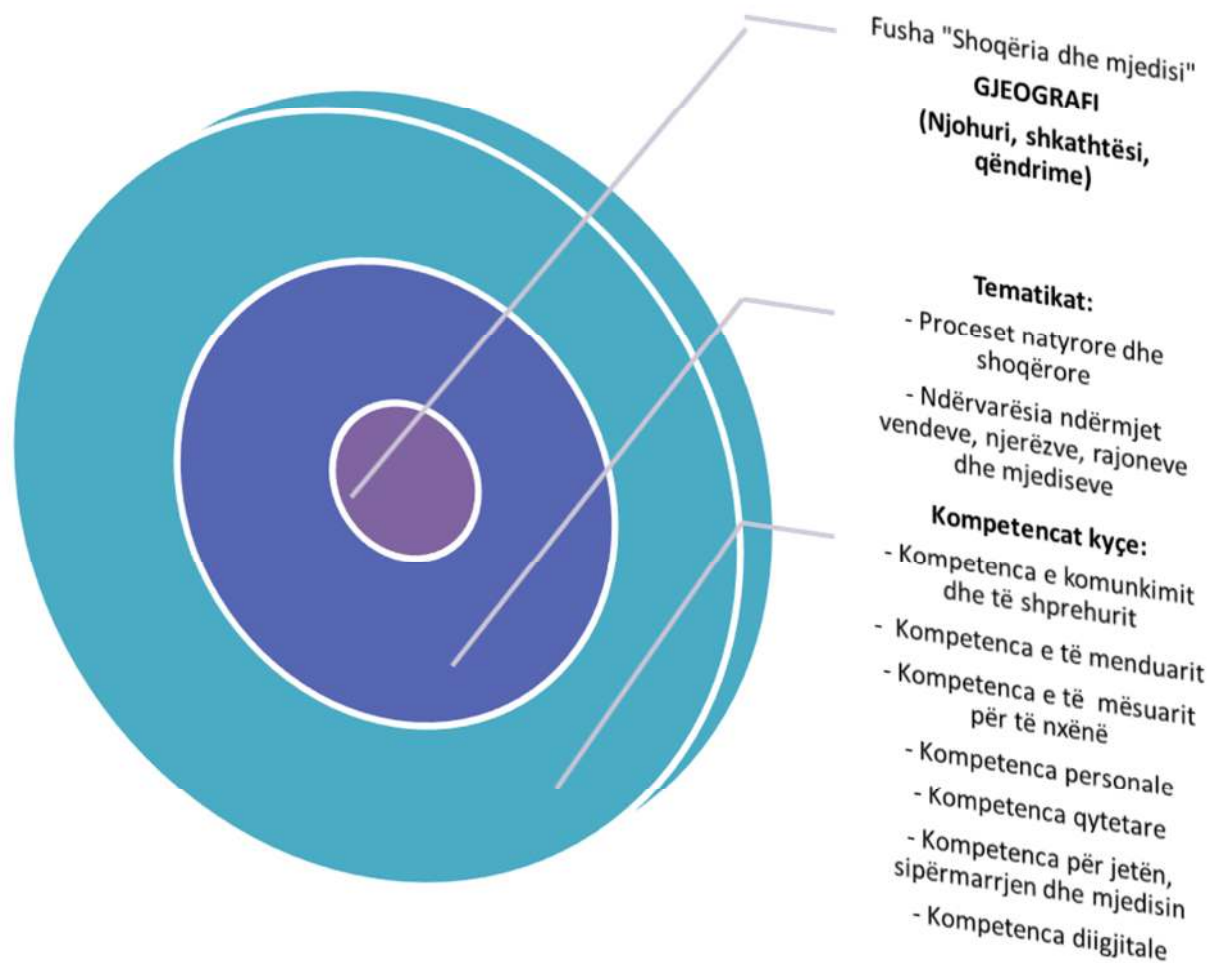 Fusha "Shoqëria dhe mjedisi"
GJEOGRAFI
(Njohuri, shkathtësi,
qëndrime)
Tematikat:
- Proceset natyrore dhe
shoqërore
- Ndërvarësia ndërmjet
vendeve, njerëzve, rajoneve
dhe mjediseve
Kompetencat kyçe:
- Kompetenca e komunkimit
dhe të shprehurit
- Kompetenca e të menduarit
- Kompetenca e të mësuarit
për të nxënë
- Kompetenca personale
- Kompetenca qytetare
- Kompetenca për jetën,
sipërmarrjen dhe mjedisin
- Kompetenca diigjitale